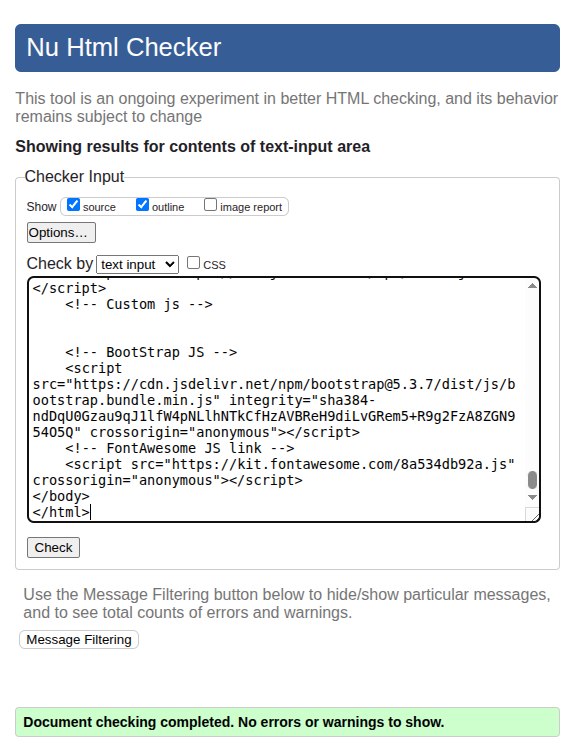 Nu Html Checker
This tool is an ongoing experiment in better HTML checking, and its behavior
remains subject to change
Showing results for contents of text-input area
Checker Input
Show source outline image report
Options...
Check by text input CSS
</script>
<!-- Custom js -->
<!-- BootStrap JS -->
<script
src="https://cdn.jsdelivr.net/npm/bootstrap@5.3.7/dist/js/b
ootstrap.bundle.min.js" integrity="sha384-
ndDqU0Gzau9qJ1lfW4pNLlhNTkCfHzAVBReH9diLvGRem5+R9g2FzA8ZGN9
54O5Q" crossorigin="anonymous"></script>
<!-- FontAwesome JS link -->
<script src="https://kit.fontawesome.com/8a534db92a.js"
crossorigin="anonymous"></script>
</body>
</html>
Check
Use the Message Filtering button below to hide/show particular messages,
and to see total counts of errors and warnings.
Message Filtering
Document checking completed. No errors or warnings to show.